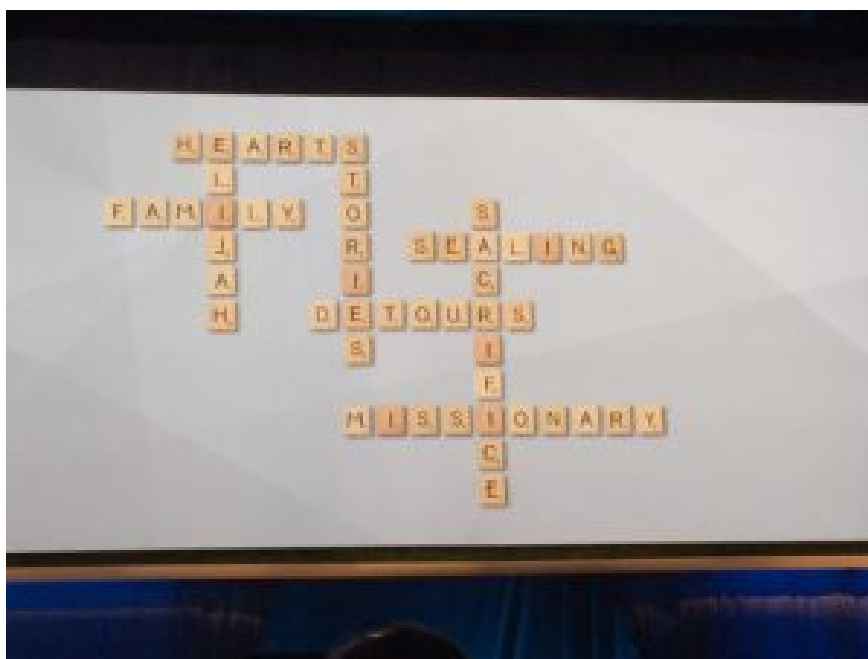 HEARTS
ELIJAH
STORIES
FAMILY
SACRIFICE
SEALING
DETOURS
MISSIONARY